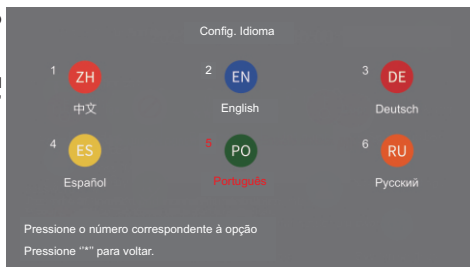 Config. Idioma
1 ZH 2 EN 3 DE
中文 English Deutsch
4 ES 5 PO 6 RU
Español Português Русский
Pressione o número correspondente à opção
Pressione "*" para voltar.